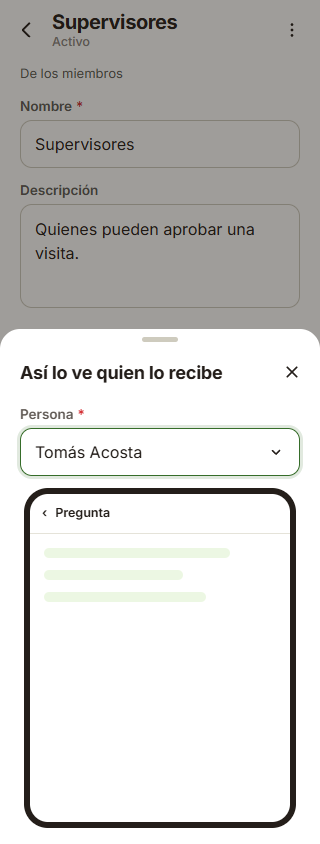 Supervisores
Activo
De los miembros
Nombre *
Supervisores
Descripción
Quienes pueden aprobar una
visita.
Así lo ve quien lo recibe
Persona *
Tomás Acosta
Pregunta